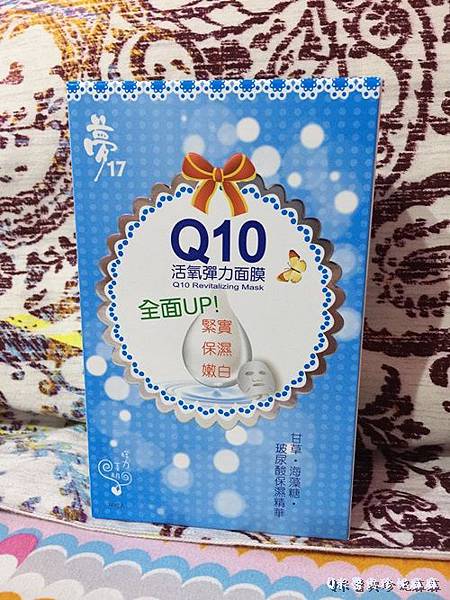 夢17
Q10
活氧彈力面膜
Q10 Revitalizing Mask
全面UP!
緊實
保濕
嫩白
甘草・海藻糖・
玻尿酸保濕精華